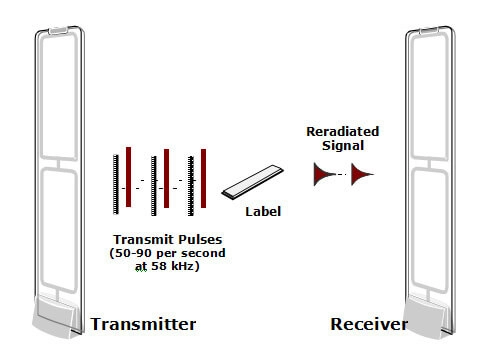 Reradiated
Signal
Label
Transmit Pulses
(50-90 per second
at 58 kHz)
Transmitter
Receiver